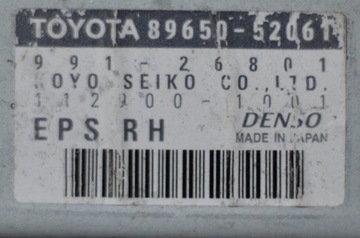 TOYOTA 89650-52061
991-26801
KOYO SEIKO CO.,LTD.
112900-1001
EPS RH DENSO
MADE IN JAPAN